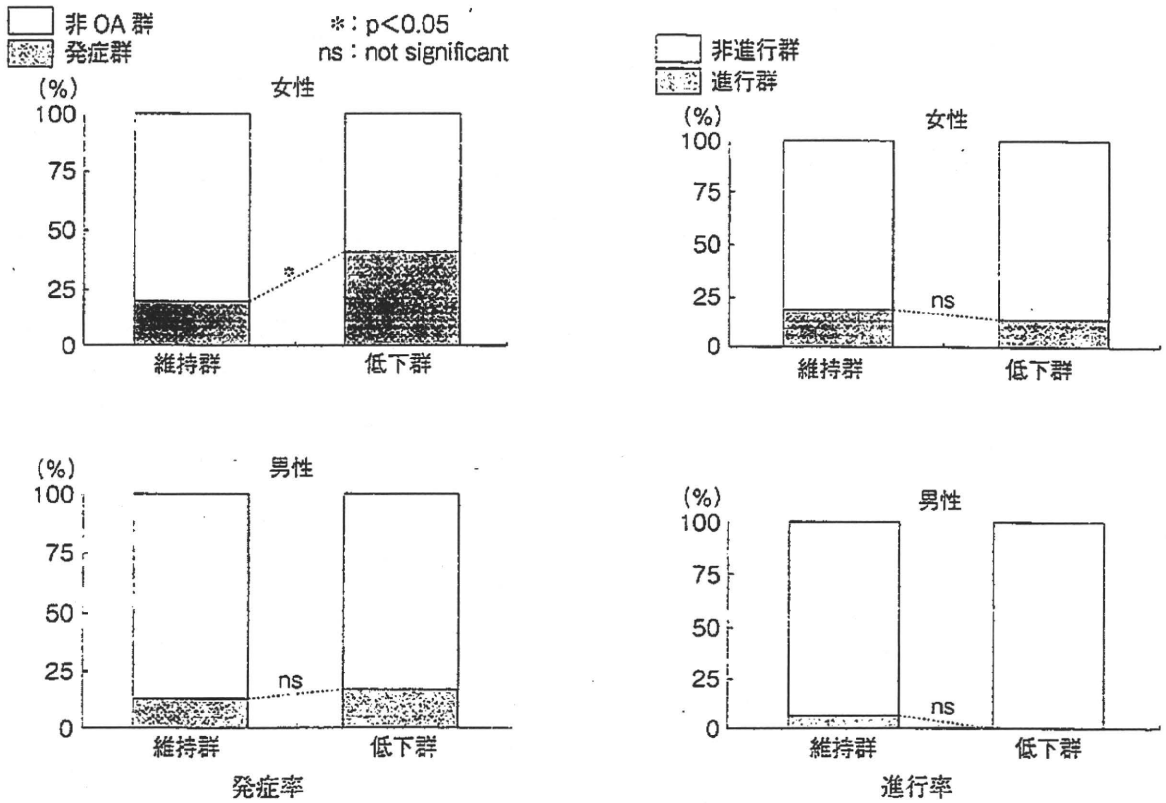 非OA群
発症群
*：p<0.05
ns：not significant
(%)
女性
100
75
50
25
0
*
維持群
低下群
非進行群
進行群
(%)
女性
100
75
50
25
0
ns
維持群
低下群
(%)
男性
100
75
50
25
0
ns
維持群
低下群
発症率
(%)
男性
100
75
50
25
0
ns
維持群
低下群
進行率